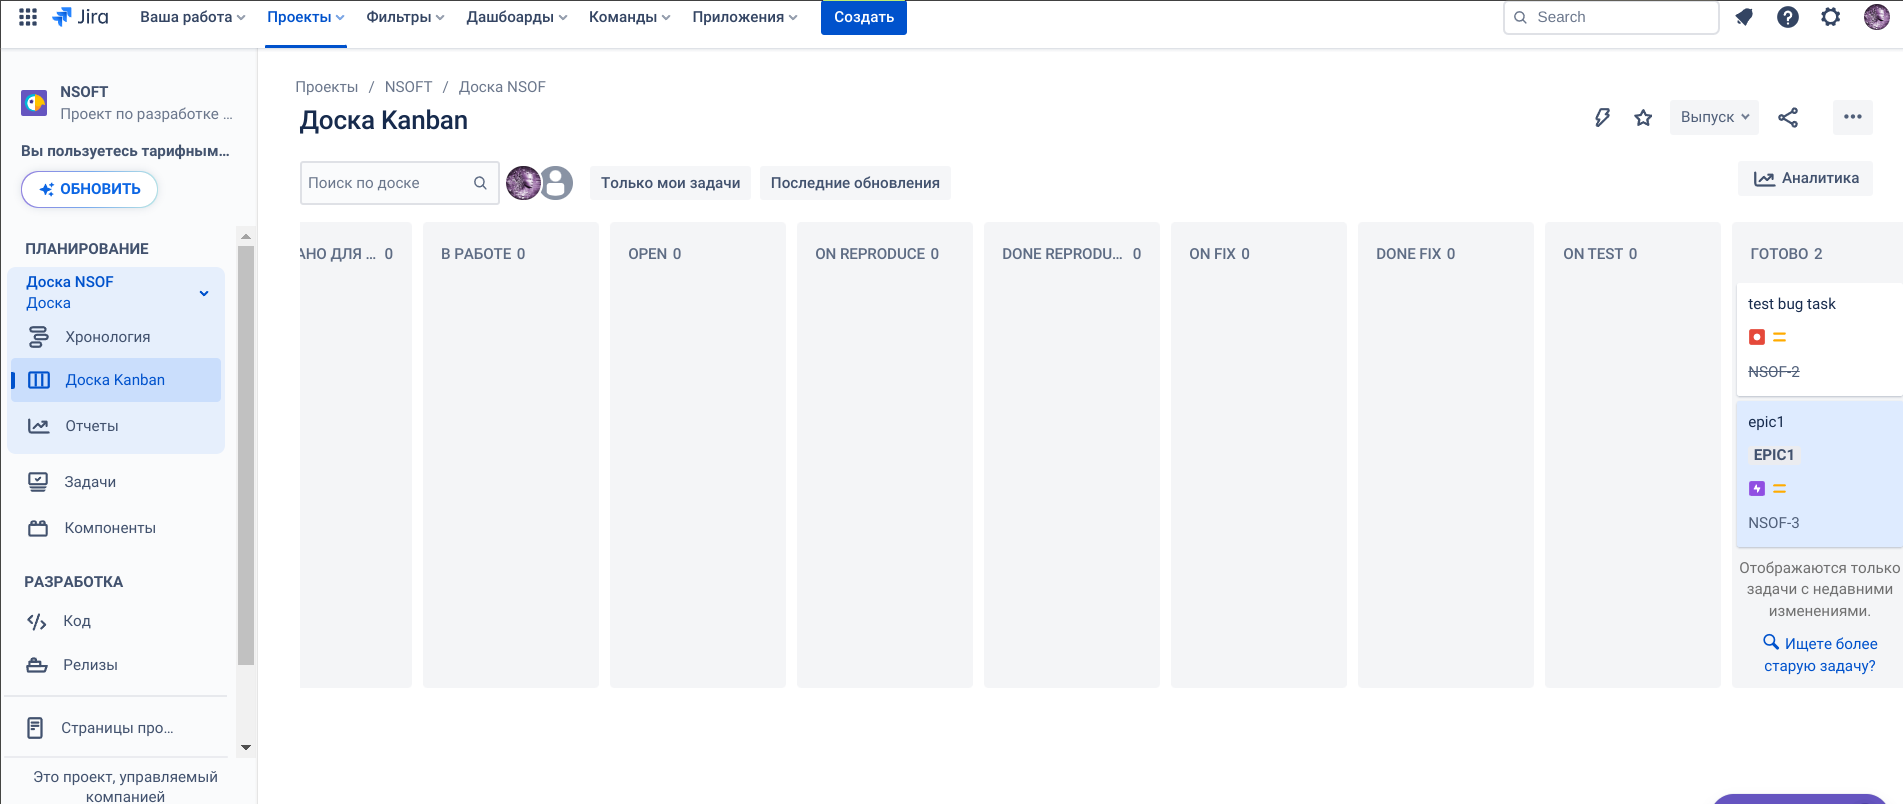 Jira
Ваша работа
Проекты
Фильтры
Дашборды
Команды
Приложения
Создать
Search
NSOFT
Проект по разработке ...
Вы пользуетесь тарифным...
ОБНОВИТЬ
ПЛАНИРОВАНИЕ
Доска NSOF
Доска
Хронология
Доска Kanban
Отчеты
Задачи
Компоненты
РАЗРАБОТКА
Код
Релизы
Страницы про...
Это проект, управляемый
компанией
Проекты / NSOFT / Доска NSOF
Доска Kanban
Выпуск
Поиск по доске
Только мои задачи
Последние обновления
Аналитика
АНО ДЛЯ ... 0
В РАБОТЕ 0
OPEN 0
ON REPRODUCE 0
DONE REPRODU... 0
ON FIX 0
DONE FIX 0
ON TEST 0
ГОТОВО 2
test bug task
NSOF-2
epic1
EPIC1
NSOF-3
Отображаются только
задачи с недавними
изменениями.
Ищете более
старую задачу?